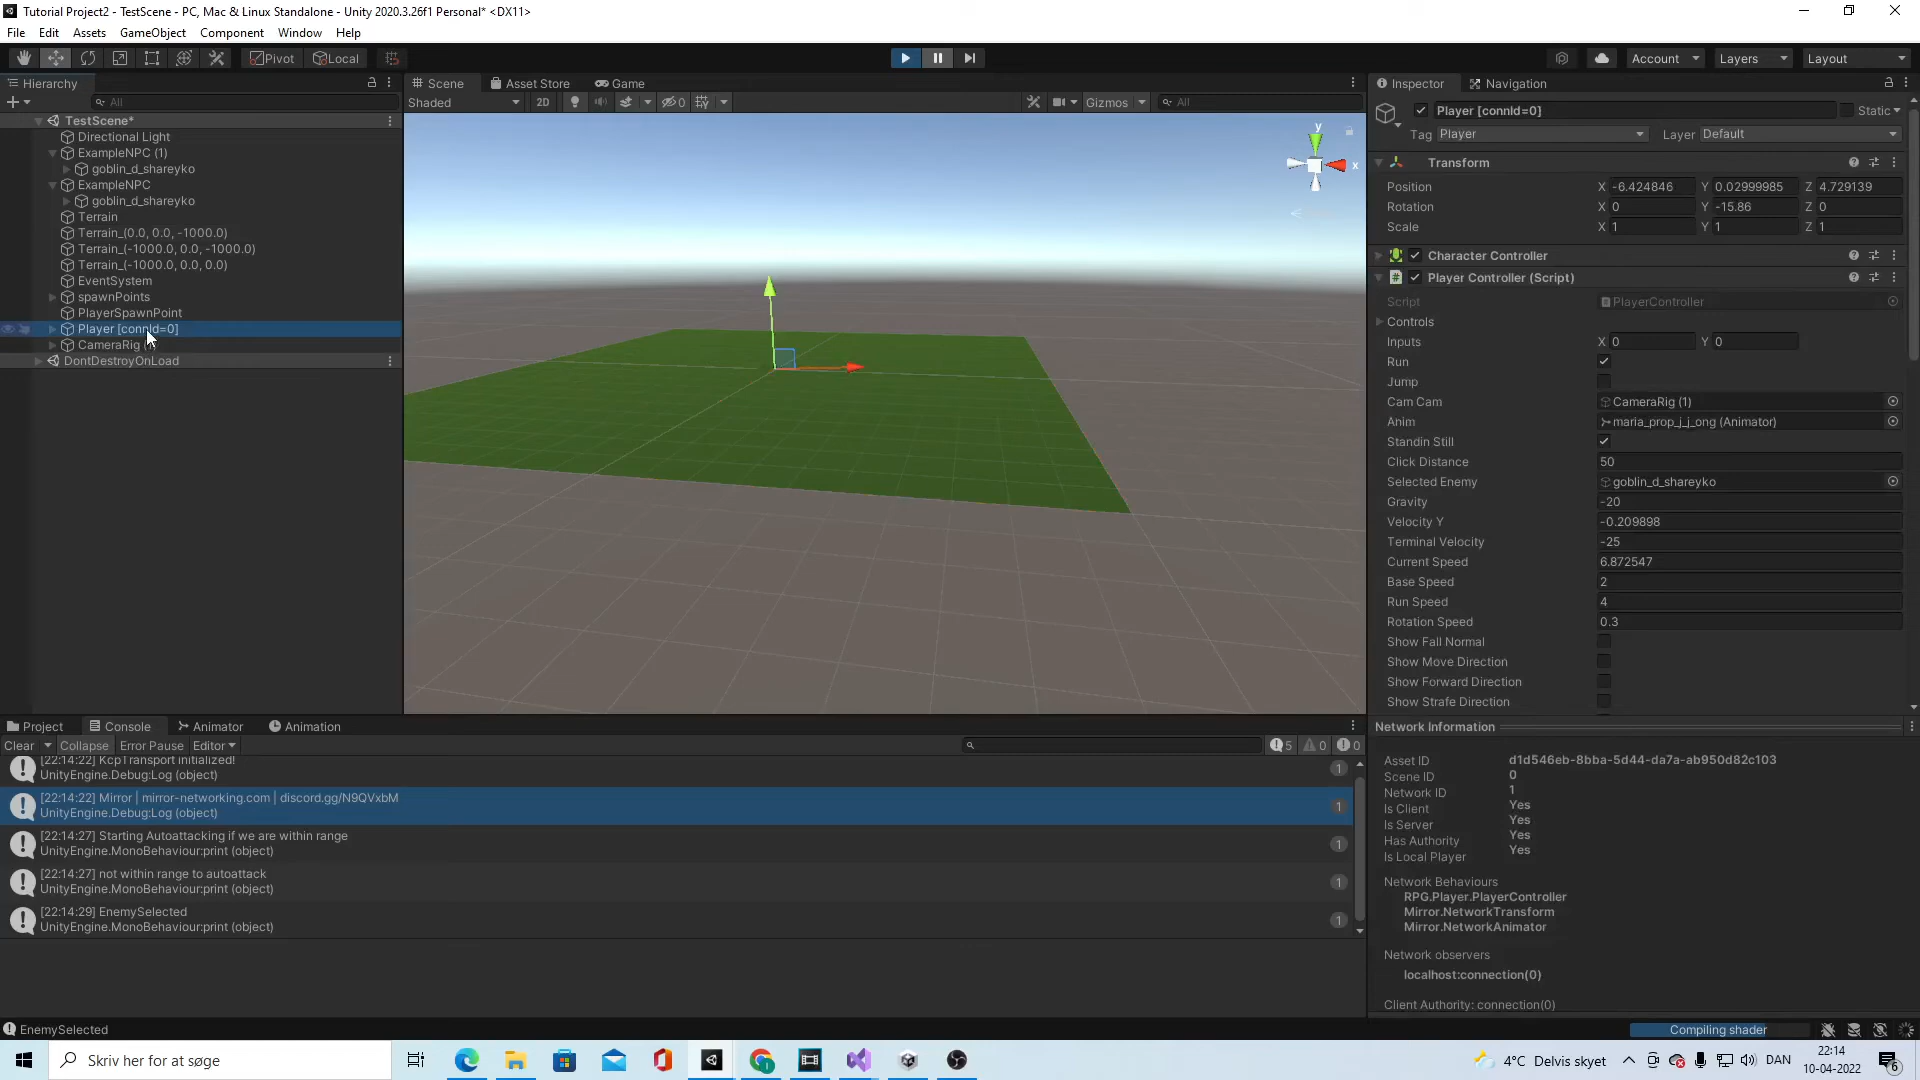 Tutorial Project2 - TestScene - PC, Mac & Linux Standalone - Unity 2020.3.26f1 Personal* <DX11>
File Edit Assets GameObject Component Window Help
Pivot Local Account Layers Layout
Hierarchy
All
TestScene*
Directional Light
ExampleNPC (1)
goblin_d_shareyko
ExampleNPC
goblin_d_shareyko
Terrain
Terrain_(0.0, 0.0, -1000.0)
Terrain_(-1000.0, 0.0, -1000.0)
Terrain_(-1000.0, 0.0, 0.0)
EventSystem
spawnPoints
PlayerSpawnPoint
Player [connId=0]
CameraRig
DontDestroyOnLoad
Scene Asset Store Game
Shaded 2D 0 Gizmos All
y
x
Inspector Navigation
Player [connId=0] Static
Tag Player Layer Default
Transform
Position X -6.424846 Y 0.02999985 Z 4.729139
Rotation X 0 Y -15.86 Z 0
Scale X 1 Y 1 Z 1
Character Controller
Player Controller (Script)
Script PlayerController
Controls
Inputs X 0 Y 0
Run
Jump
Cam Cam CameraRig (1)
Anim maria_prop_j_j_ong (Animator)
Standin Still
Click Distance 50
Selected Enemy goblin_d_shareyko
Gravity -20
Velocity Y -0.209898
Terminal Velocity -25
Current Speed 6.872547
Base Speed 2
Run Speed 4
Rotation Speed 0.3
Show Fall Normal
Show Move Direction
Show Forward Direction
Show Strafe Direction
Project Console Animator Animation
Clear Collapse Error Pause Editor 5 0 0
[22:14:22] KcpTransport initialized!
UnityEngine.Debug:Log (object) 1
[22:14:22] Mirror | mirror-networking.com | discord.gg/N9QVxbM
UnityEngine.Debug:Log (object) 1
[22:14:27] Starting Autoattacking if we are within range
UnityEngine.MonoBehaviour:print (object) 1
[22:14:27] not within range to autoattack
UnityEngine.MonoBehaviour:print (object) 1
[22:14:29] EnemySelected
UnityEngine.MonoBehaviour:print (object) 1
Network Information
Asset ID d1d546eb-8bba-5d44-da7a-ab950d82c103
Scene ID 0
Network ID 1
Is Client Yes
Is Server Yes
Has Authority Yes
Is Local Player Yes
Network Behaviours
RPG.Player.PlayerController
Mirror.NetworkTransform
Mirror.NetworkAnimator
Network observers
localhost:connection(0)
Client Authority: connection(0)
EnemySelected
Compiling shader
Skriv her for at søge
4°C Delvis skyet DAN
22:14
10-04-2022
6